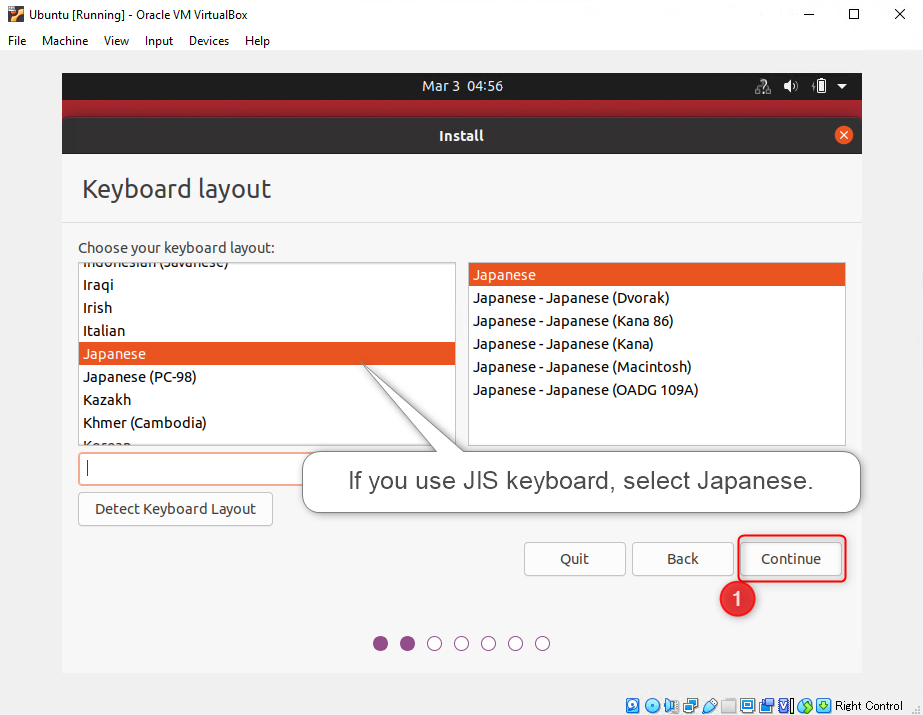 Ubuntu [Running] - Oracle VM VirtualBox
File Machine View Input Devices Help
Mar 3 04:56
Install
Keyboard layout
Choose your keyboard layout:
Indonesian (Javanese)
Iraqi
Irish
Italian
Japanese
Japanese (PC-98)
Kazakh
Khmer (Cambodia)
Korean
Japanese
Japanese - Japanese (Dvorak)
Japanese - Japanese (Kana 86)
Japanese - Japanese (Kana)
Japanese - Japanese (Macintosh)
Japanese - Japanese (OADG 109A)
If you use JIS keyboard, select Japanese.
Detect Keyboard Layout
Quit Back Continue
1
Right Control